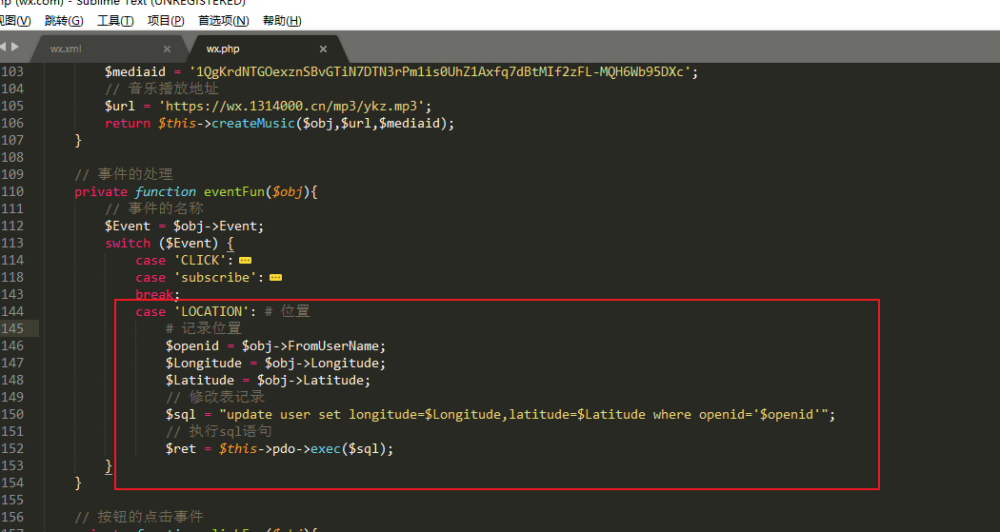 hp (wx.com) - Sublime Text (UNREGISTERED)
视图(V) 跳转(G) 工具(T) 项目(P) 首选项(N) 帮助(H)
wx.xml × wx.php ×
103 $mediaid = '1QgKrdNTGOexznSBvGTiN7DTN3rPm1is0UhZ1Axfq7dBtMIf2zFL-MQH6Wb95DXc';
104 // 音乐播放地址
105 $url = 'https://wx.1314000.cn/mp3/ykz.mp3';
106 return $this->createMusic($obj,$url,$mediaid);
107 }
108
109 // 事件的处理
110 private function eventFun($obj){
111 // 事件的名称
112 $Event = $obj->Event;
113 switch ($Event) {
114 case 'CLICK':
118 case 'subscribe':
143 break;
144 case 'LOCATION': # 位置
145 # 记录位置
146 $openid = $obj->FromUserName;
147 $Longitude = $obj->Longitude;
148 $Latitude = $obj->Latitude;
149 // 修改表记录
150 $sql = "update user set longitude=$Longitude,latitude=$Latitude where openid='$openid'";
151 // 执行sql语句
152 $ret = $this->pdo->exec($sql);
153 }
154 }
155
156 // 按钮的点击事件